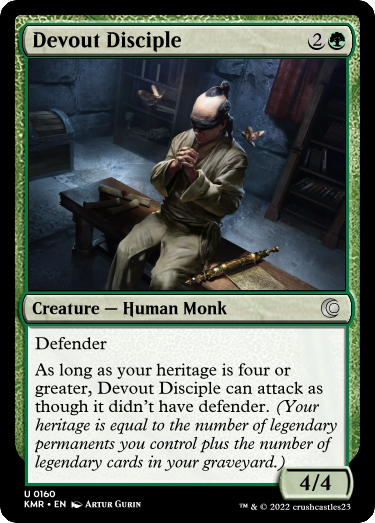 Devout Disciple 2
Creature — Human Monk
Defender
As long as your heritage is four or
greater, Devout Disciple can attack as
though it didn't have defender. (Your
heritage is equal to the number of legendary
permanents you control plus the number of
legendary cards in your graveyard.)
4/4
U 0160
KMR • EN Artur Gurin
™ & © 2022 crushcastles23